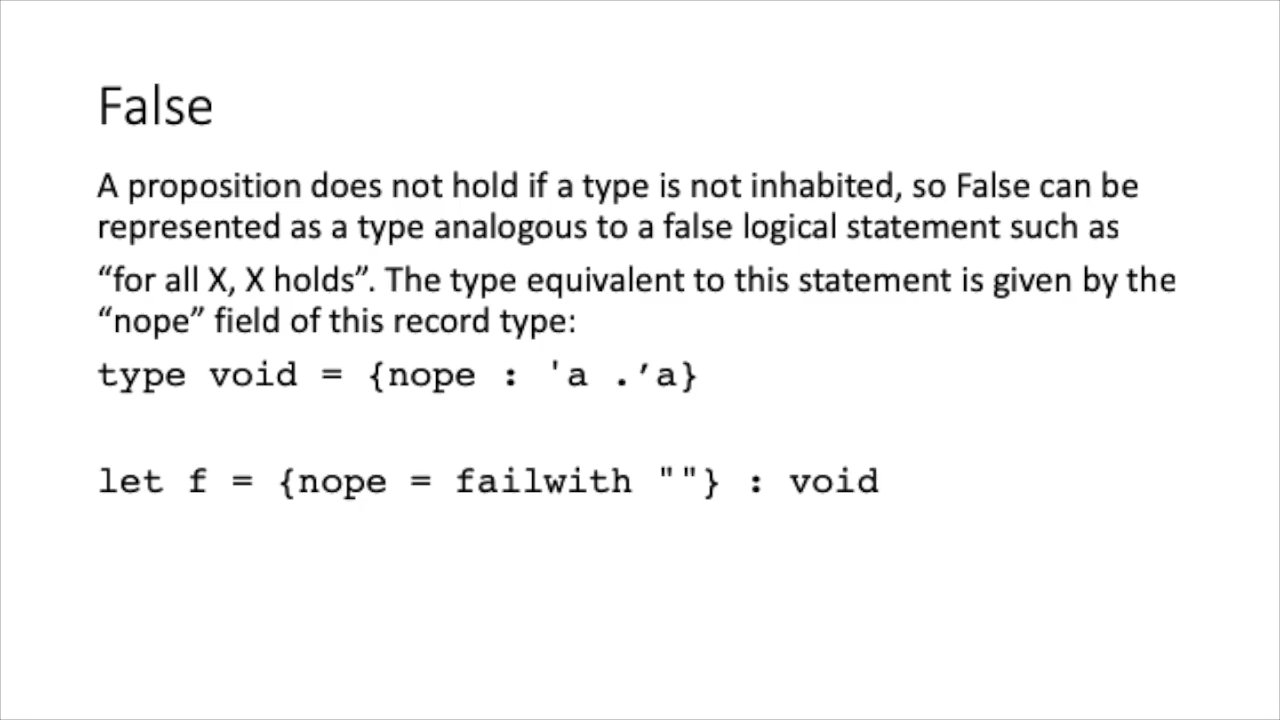 False
A proposition does not hold if a type is not inhabited, so False can be
represented as a type analogous to a false logical statement such as
“for all X, X holds”. The type equivalent to this statement is given by the
“nope” field of this record type:
type void = {nope : 'a .’a}
let f = {nope = failwith ""} : void